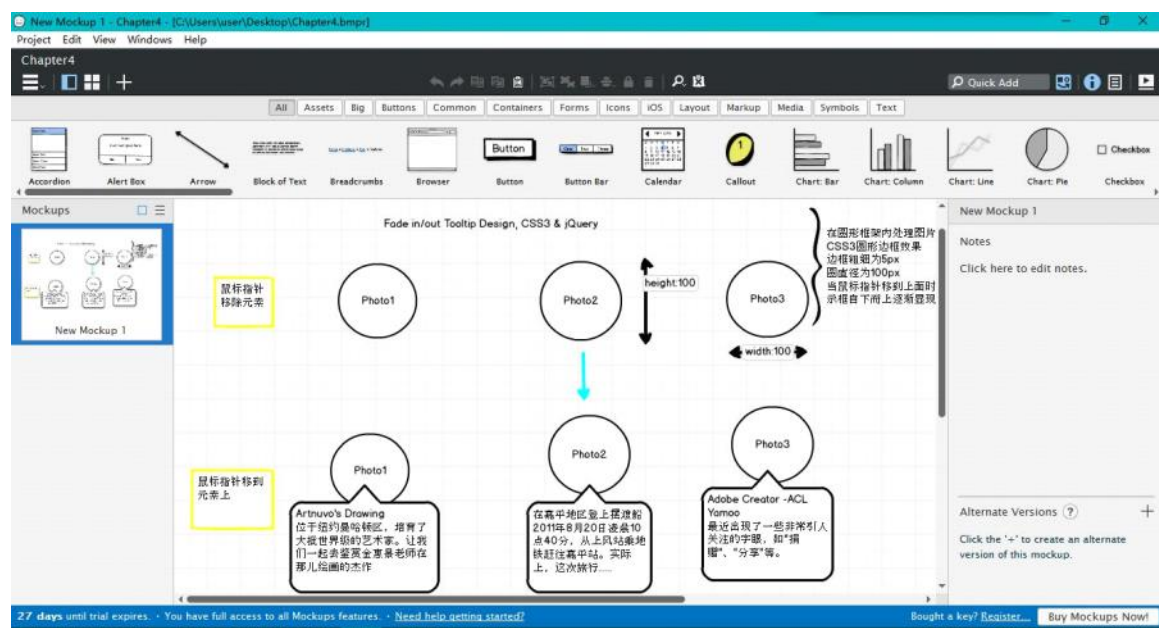 New Mockup 1 - Chapter4 - [C:\Users\user\Desktop\Chapter4.bmpr]
Project Edit View Windows Help
Chapter4
Quick Add
All Assets Big Buttons Common Containers Forms Icons iOS Layout Markup Media Symbols Text
Button
1
Checkbox
Accordion Alert Box Arrow Block of Text Breadcrumbs Browser Button Button Bar Calendar Callout Chart: Bar Chart: Column Chart: Line Chart: Pie Checkbox
Mockups
New Mockup 1
Fade in/out Tooltip Design, CSS3 & jQuery
鼠标指针
移除元素
Photo1
Photo2
height:100
Photo3
width:100
在圆形框架内处理图片
CSS3圆形边框效果
边框粗细为5px
圆直径为100px
当鼠标指针移到上面时
示框自下而上逐渐显现
鼠标指针移到
元素上
Photo1
Artnuvo's Drawing
位于纽约曼哈顿区，培育了
大批世界级的艺术家。让我
们一起去鉴赏金惠景老师在
那儿绘画的杰作
Photo2
在嘉平地区登上摆渡船
2011年8月20日凌晨10
点40分，从上风站乘地
铁赶往嘉平站。实际
上，这次旅行.....
Photo3
Adobe Creator -ACL
Yamoo
最近出现了一些非常引人
关注的字眼，如"捐
赠"、"分享"等。
New Mockup 1
Notes
Click here to edit notes.
Alternate Versions ?
Click the '+' to create an alternate
version of this mockup.
27 days until trial expires. · You have full access to all Mockups features. · Need help getting started?
Bought a key? Register... Buy Mockups Now!